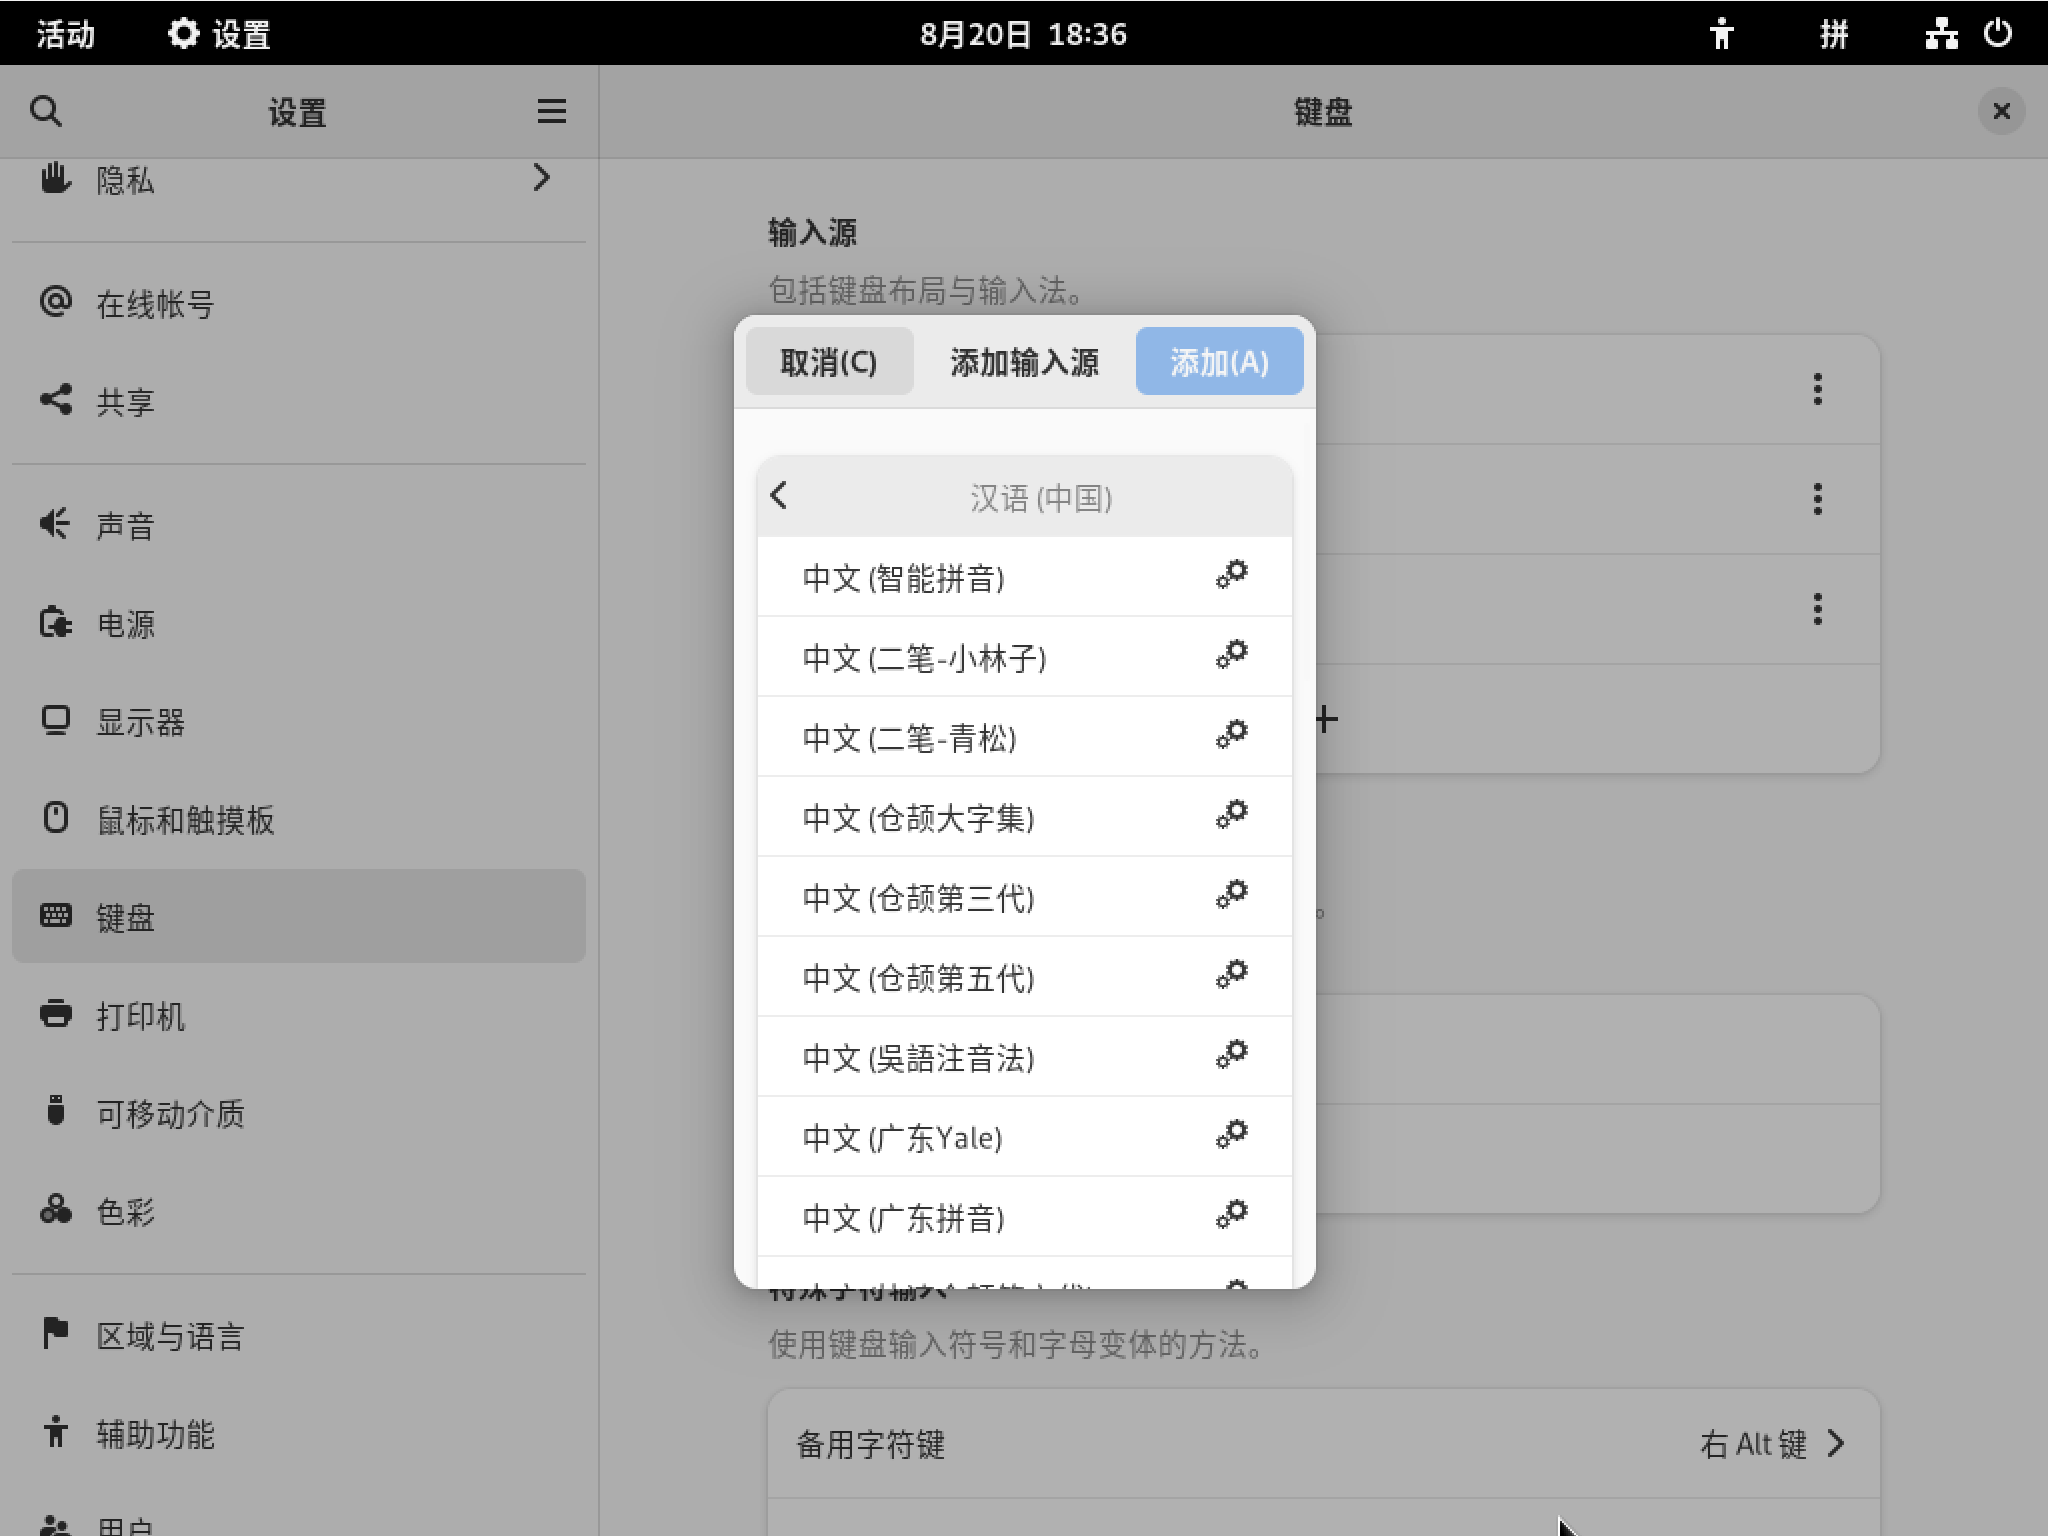 活动
设置
8月20日 18:36
拼
设置
键盘
隐私
在线帐号
共享
声音
电源
显示器
鼠标和触摸板
键盘
打印机
可移动介质
色彩
区域与语言
辅助功能
用户
输入源
包括键盘布局与输入法。
取消(C)
添加输入源
添加(A)
汉语 (中国)
中文 (智能拼音)
中文 (二笔-小林子)
中文 (二笔-青松)
中文 (仓颉大字集)
中文 (仓颉第三代)
中文 (仓颉第五代)
中文 (吳語注音法)
中文 (广东Yale)
中文 (广东拼音)
。
特殊字符输入
使用键盘输入符号和字母变体的方法。
备用字符键
右 Alt 键